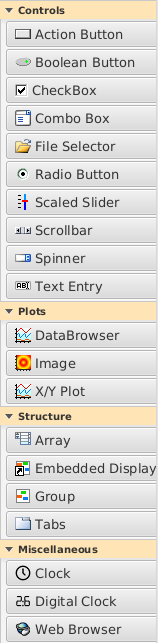 Controls
Action Button
Boolean Button
CheckBox
Combo Box
File Selector
Radio Button
Scaled Slider
Scrollbar
Spinner
Text Entry
Plots
DataBrowser
Image
X/Y Plot
Structure
Array
Embedded Display
Group
Tabs
Miscellaneous
Clock
Digital Clock
Web Browser